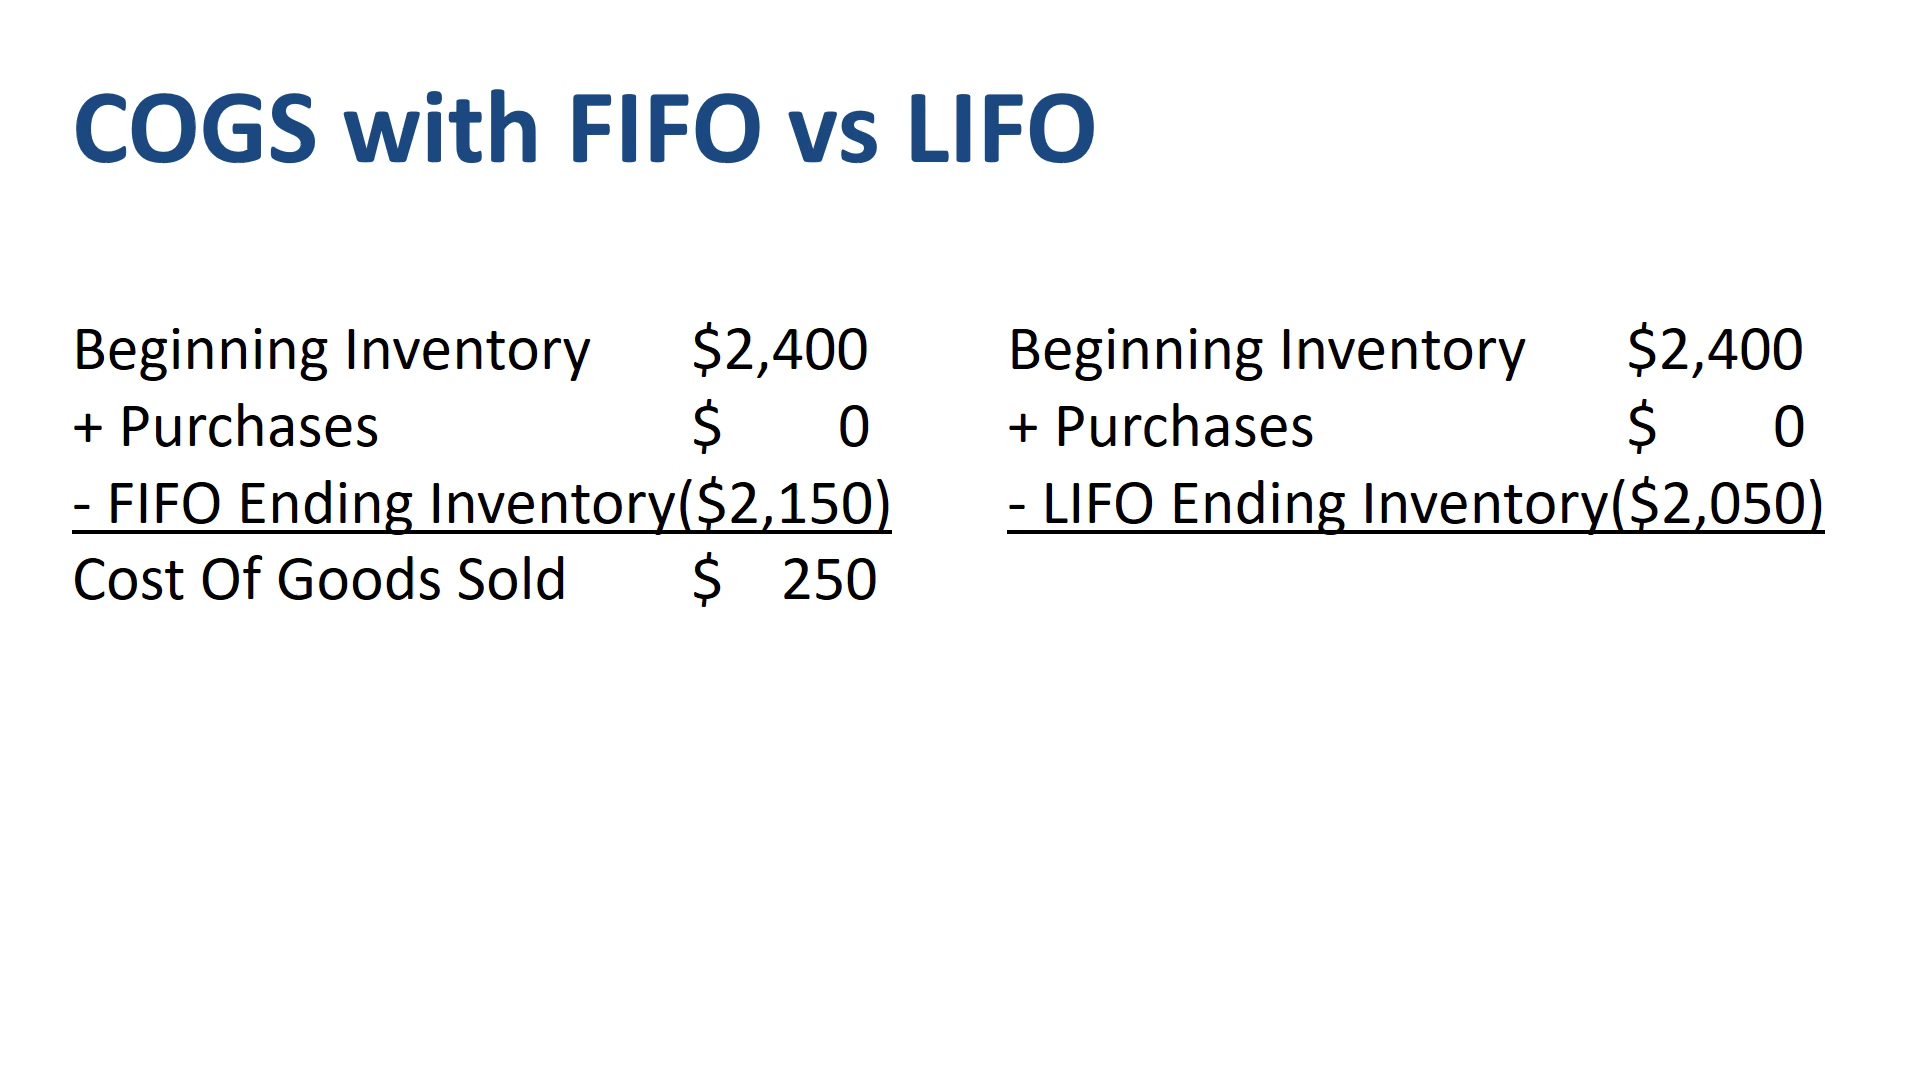 COGS with FIFO vs LIFO
Beginning Inventory $2,400
+ Purchases $ 0
- FIFO Ending Inventory($2,150)
Cost Of Goods Sold $ 250
Beginning Inventory $2,400
+ Purchases $ 0
- LIFO Ending Inventory($2,050)